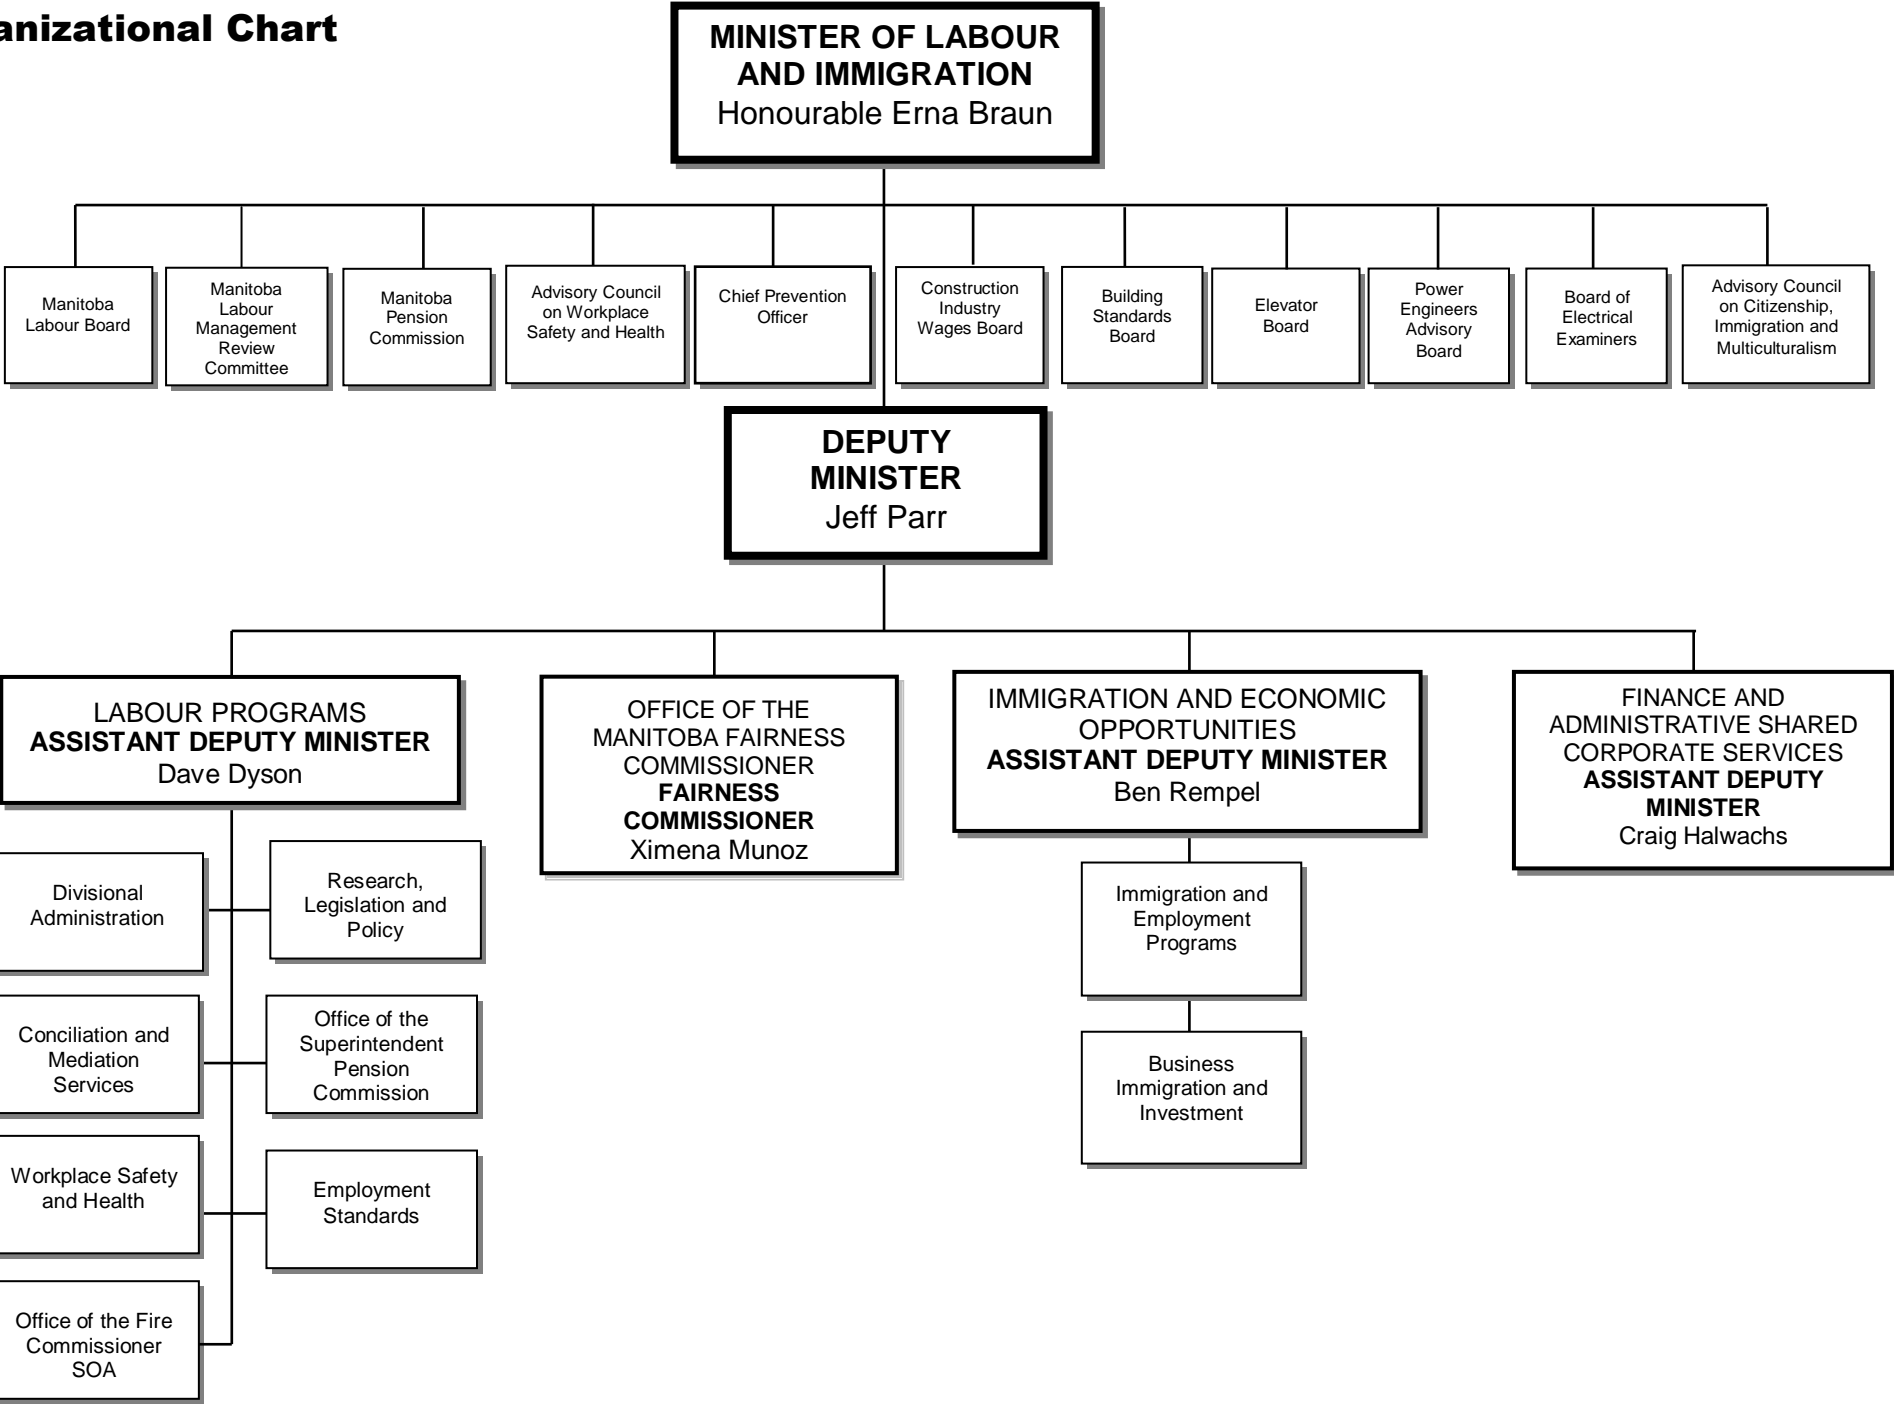 anizational Chart
MINISTER OF LABOUR
AND IMMIGRATION
Honourable Erna Braun
Manitoba
Labour Board
Manitoba
Labour
Management
Review
Committee
Manitoba
Pension
Commission
Advisory Council
on Workplace
Safety and Health
Chief Prevention
Officer
Construction
Industry
Wages Board
Building
Standards
Board
Elevator
Board
Power
Engineers
Advisory
Board
Board of
Electrical
Examiners
Advisory Council
on Citizenship,
Immigration and
Multiculturalism
DEPUTY
MINISTER
Jeff Parr
LABOUR PROGRAMS
ASSISTANT DEPUTY MINISTER
Dave Dyson
OFFICE OF THE
MANITOBA FAIRNESS
COMMISSIONER
FAIRNESS
COMMISSIONER
Ximena Munoz
IMMIGRATION AND ECONOMIC
OPPORTUNITIES
ASSISTANT DEPUTY MINISTER
Ben Rempel
FINANCE AND
ADMINISTRATIVE SHARED
CORPORATE SERVICES
ASSISTANT DEPUTY
MINISTER
Craig Halwachs
Divisional
Administration
Research,
Legislation and
Policy
Conciliation and
Mediation
Services
Office of the
Superintendent
Pension
Commission
Workplace Safety
and Health
Employment
Standards
Office of the Fire
Commissioner
SOA
Immigration and
Employment
Programs
Business
Immigration and
Investment